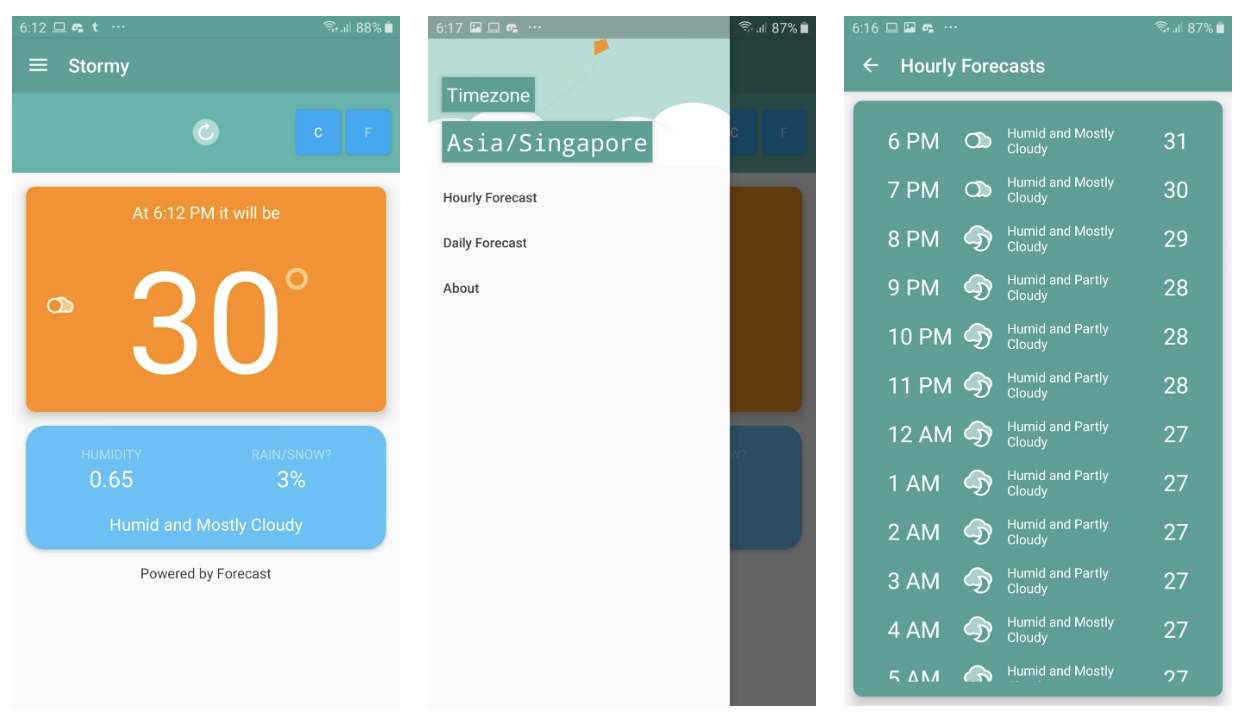 6:12 t ... 88%
Stormy
C F
At 6:12 PM it will be
30°
HUMIDITY RAIN/SNOW?
0.65 3%
Humid and Mostly Cloudy
Powered by Forecast
6:17 ... 87%
Timezone
C F
Asia/Singapore
Hourly Forecast
Daily Forecast
About
W?
6:16 ... 87%
Hourly Forecasts
6 PM Humid and Mostly 31
Cloudy
7 PM Humid and Mostly 30
Cloudy
8 PM Humid and Mostly 29
Cloudy
9 PM Humid and Partly 28
Cloudy
10 PM Humid and Partly 28
Cloudy
11 PM Humid and Partly 28
Cloudy
12 AM Humid and Partly 27
Cloudy
1 AM Humid and Partly 27
Cloudy
2 AM Humid and Partly 27
Cloudy
3 AM Humid and Partly 27
Cloudy
4 AM Humid and Mostly 27
Cloudy
5 AM Humid and Mostly 27